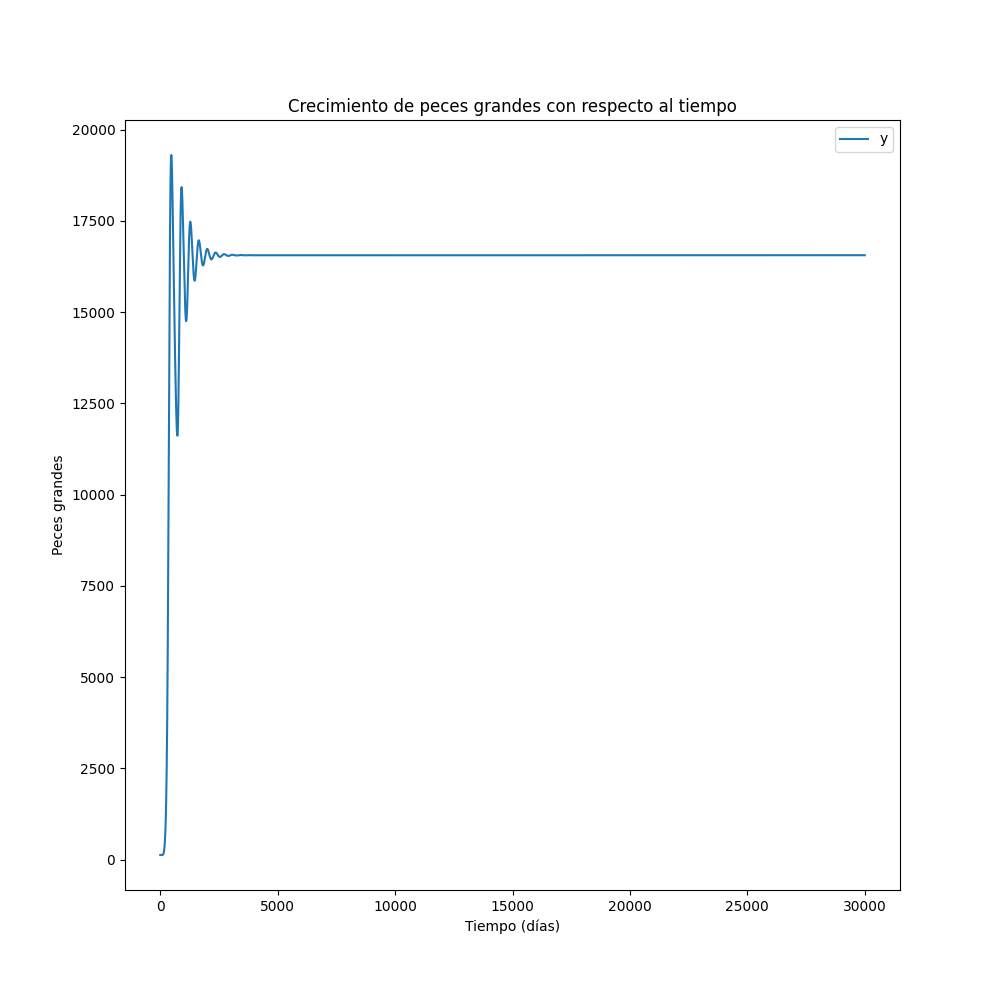 Crecimiento de peces grandes con respecto al tiempo
y
20000
17500
15000
12500
10000
7500
5000
2500
0
Peces grandes
0 5000 10000 15000 20000 25000 30000
Tiempo (días)